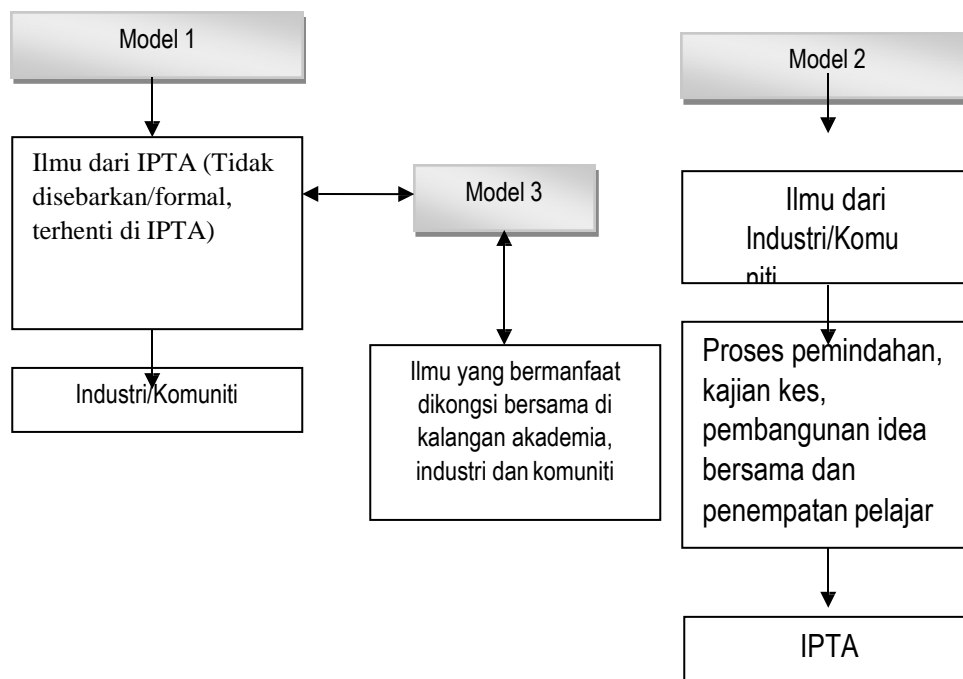 Model 1
Ilmu dari IPTA (Tidak
disebarkan/formal,
terhenti di IPTA)
Industri/Komuniti
Model 3
Ilmu yang bermanfaat
dikongsi bersama di
kalangan akademia,
industri dan komuniti
Model 2
Ilmu dari
Industri/Komu
niti
Proses pemindahan,
kajian kes,
pembangunan idea
bersama dan
penempatan pelajar
IPTA